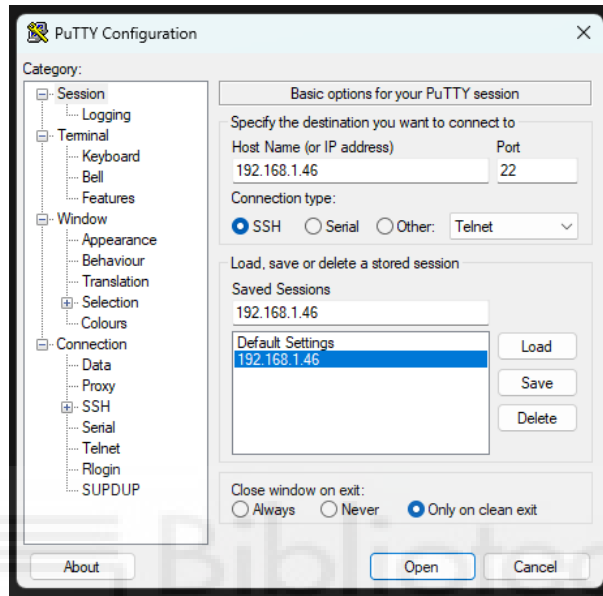 PuTTY Configuration
Category:
Session
Logging
Terminal
Keyboard
Bell
Features
Window
Appearance
Behaviour
Translation
Selection
Colours
Connection
Data
Proxy
SSH
Serial
Telnet
Rlogin
SUPDUP
Basic options for your PuTTY session
Specify the destination you want to connect to
Host Name (or IP address) Port
192.168.1.46 22
Connection type:
SSH Serial Other: Telnet
Load, save or delete a stored session
Saved Sessions
192.168.1.46
Default Settings
192.168.1.46
Load
Save
Delete
Close window on exit:
Always Never Only on clean exit
About Open Cancel